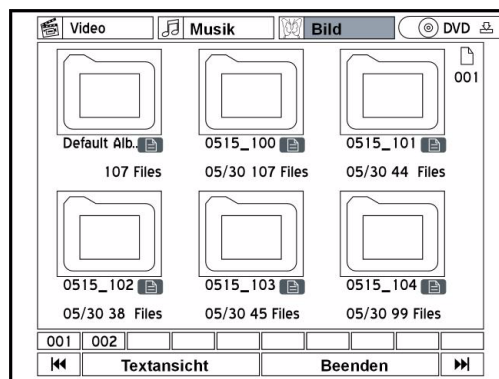 Video Musik Bild DVD
001
Default Alb.. 0515_100 0515_101
107 Files 05/30 107 Files 05/30 44 Files
0515_102 0515_103 0515_104
05/30 38 Files 05/30 45 Files 05/30 99 Files
001 002
Textansicht Beenden